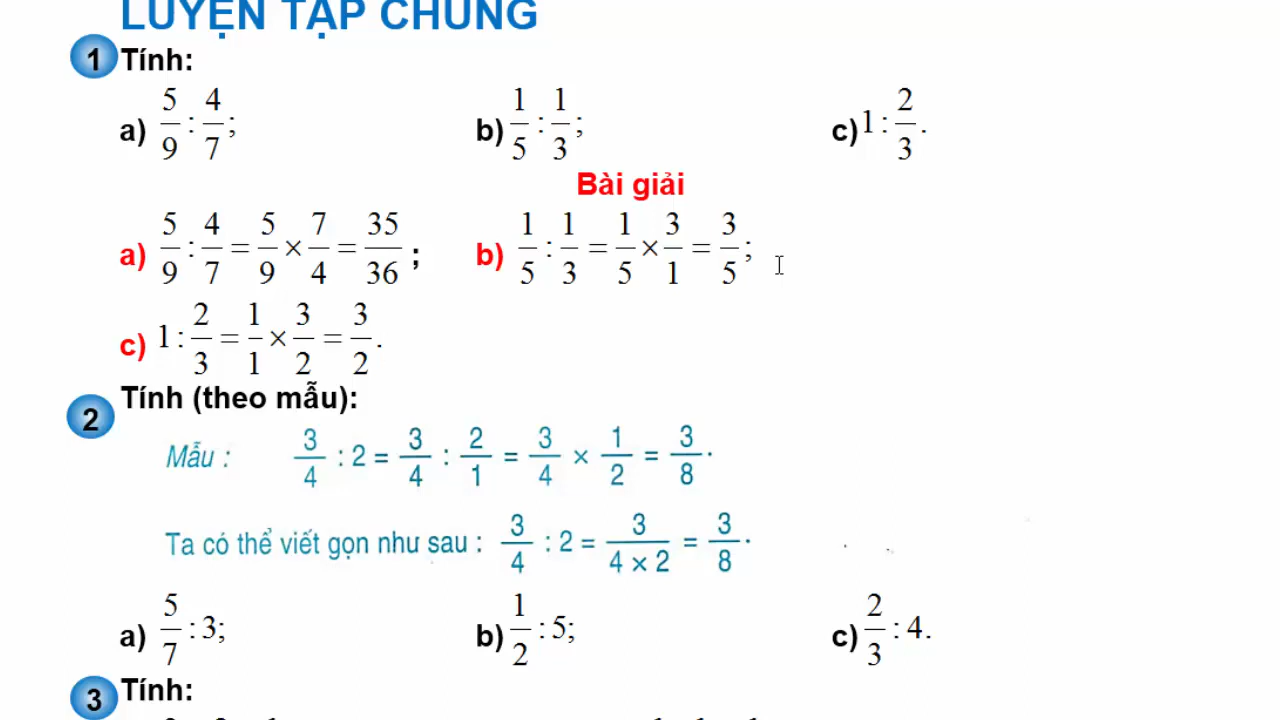 LUYỆN TẬP CHUNG
1 Tính:
a) 5/9 : 4/7; b) 1/5 : 1/3; c) 1 : 2/3.
Bài giải
a) 5/9 : 4/7 = 5/9 × 7/4 = 35/36 ; b) 1/5 : 1/3 = 1/5 × 3/1 = 3/5;
c) 1 : 2/3 = 1/1 × 3/2 = 3/2.
2 Tính (theo mẫu):
Mẫu : 3/4 : 2 = 3/4 : 2/1 = 3/4 × 1/2 = 3/8.
Ta có thể viết gọn như sau : 3/4 : 2 = 3/(4 × 2) = 3/8.
a) 5/7 : 3; b) 1/2 : 5; c) 2/3 : 4.
3 Tính: